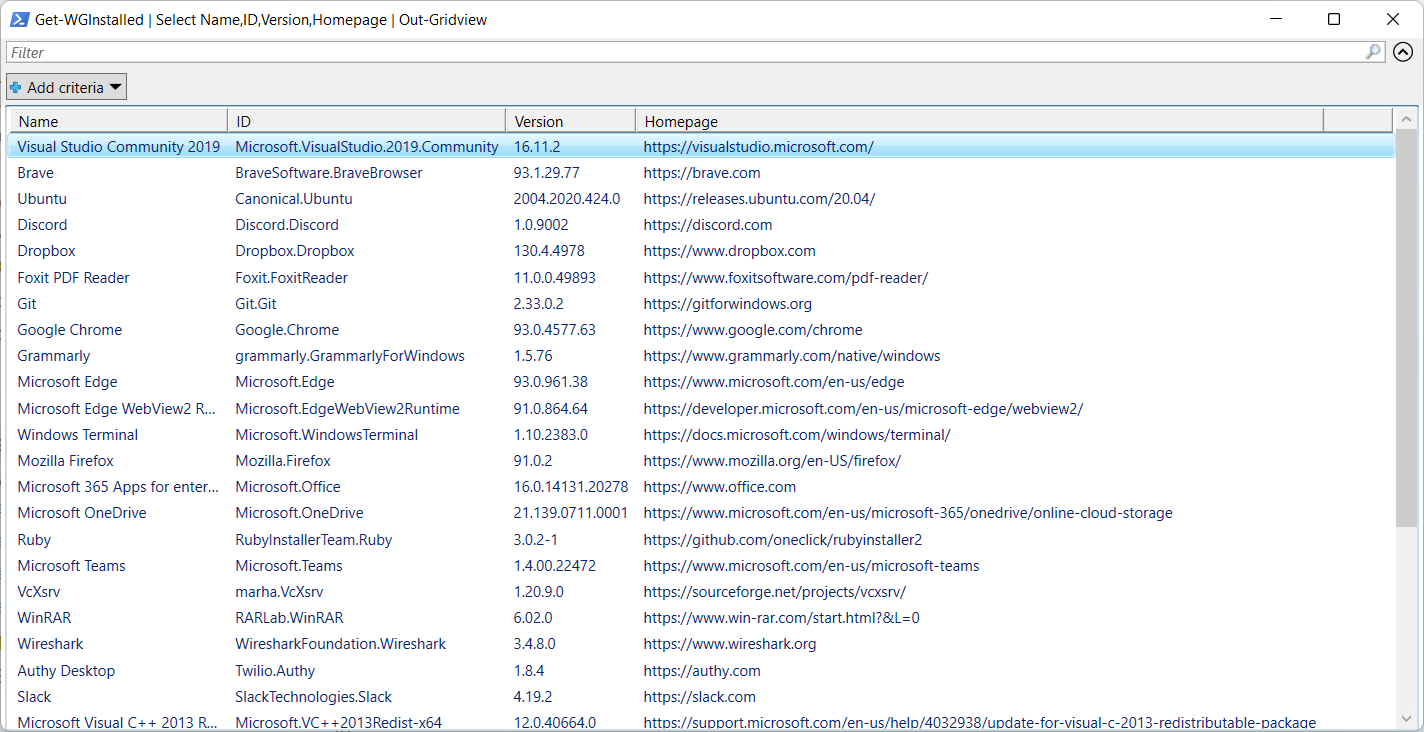 Get-WGInstalled | Select Name,ID,Version,Homepage | Out-Gridview
Filter
Add criteria
Name ID Version Homepage
Visual Studio Community 2019 Microsoft.VisualStudio.2019.Community 16.11.2 https://visualstudio.microsoft.com/
Brave BraveSoftware.BraveBrowser 93.1.29.77 https://brave.com
Ubuntu Canonical.Ubuntu 2004.2020.424.0 https://releases.ubuntu.com/20.04/
Discord Discord.Discord 1.0.9002 https://discord.com
Dropbox Dropbox.Dropbox 130.4.4978 https://www.dropbox.com
Foxit PDF Reader Foxit.FoxitReader 11.0.0.49893 https://www.foxitsoftware.com/pdf-reader/
Git Git.Git 2.33.0.2 https://gitforwindows.org
Google Chrome Google.Chrome 93.0.4577.63 https://www.google.com/chrome
Grammarly grammarly.GrammarlyForWindows 1.5.76 https://www.grammarly.com/native/windows
Microsoft Edge Microsoft.Edge 93.0.961.38 https://www.microsoft.com/en-us/edge
Microsoft Edge WebView2 R... Microsoft.EdgeWebView2Runtime 91.0.864.64 https://developer.microsoft.com/en-us/microsoft-edge/webview2/
Windows Terminal Microsoft.WindowsTerminal 1.10.2383.0 https://docs.microsoft.com/windows/terminal/
Mozilla Firefox Mozilla.Firefox 91.0.2 https://www.mozilla.org/en-US/firefox/
Microsoft 365 Apps for enter... Microsoft.Office 16.0.14131.20278 https://www.office.com
Microsoft OneDrive Microsoft.OneDrive 21.139.0711.0001 https://www.microsoft.com/en-us/microsoft-365/onedrive/online-cloud-storage
Ruby RubyInstallerTeam.Ruby 3.0.2-1 https://github.com/oneclick/rubyinstaller2
Microsoft Teams Microsoft.Teams 1.4.00.22472 https://www.microsoft.com/en-us/microsoft-teams
VcXsrv marha.VcXsrv 1.20.9.0 https://sourceforge.net/projects/vcxsrv/
WinRAR RARLab.WinRAR 6.02.0 https://www.win-rar.com/start.html?&L=0
Wireshark WiresharkFoundation.Wireshark 3.4.8.0 https://www.wireshark.org
Authy Desktop Twilio.Authy 1.8.4 https://authy.com
Slack SlackTechnologies.Slack 4.19.2 https://slack.com
Microsoft Visual C++ 2013 R... Microsoft.VC++2013Redist-x64 12.0.40664.0 https://support.microsoft.com/en-us/help/4032938/update-for-visual-c-2013-redistributable-package